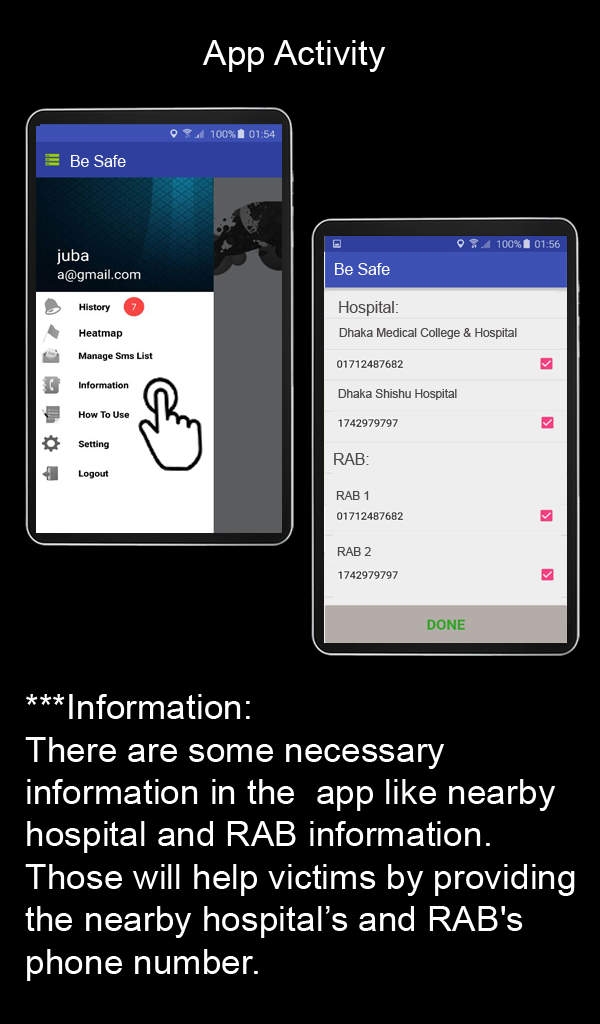 App Activity
100% 01:54
Be Safe
juba
a@gmail.com
History 7
Heatmap
Manage Sms List
Information
How To Use
Setting
Logout
100% 01:56
Be Safe
Hospital:
Dhaka Medical College & Hospital
01712487682
Dhaka Shishu Hospital
1742979797
RAB:
RAB 1
01712487682
RAB 2
1742979797
DONE
***Information:
There are some necessary
information in the  app like nearby
hospital and RAB information.
Those will help victims by providing
the nearby hospital’s and RAB's
phone number.